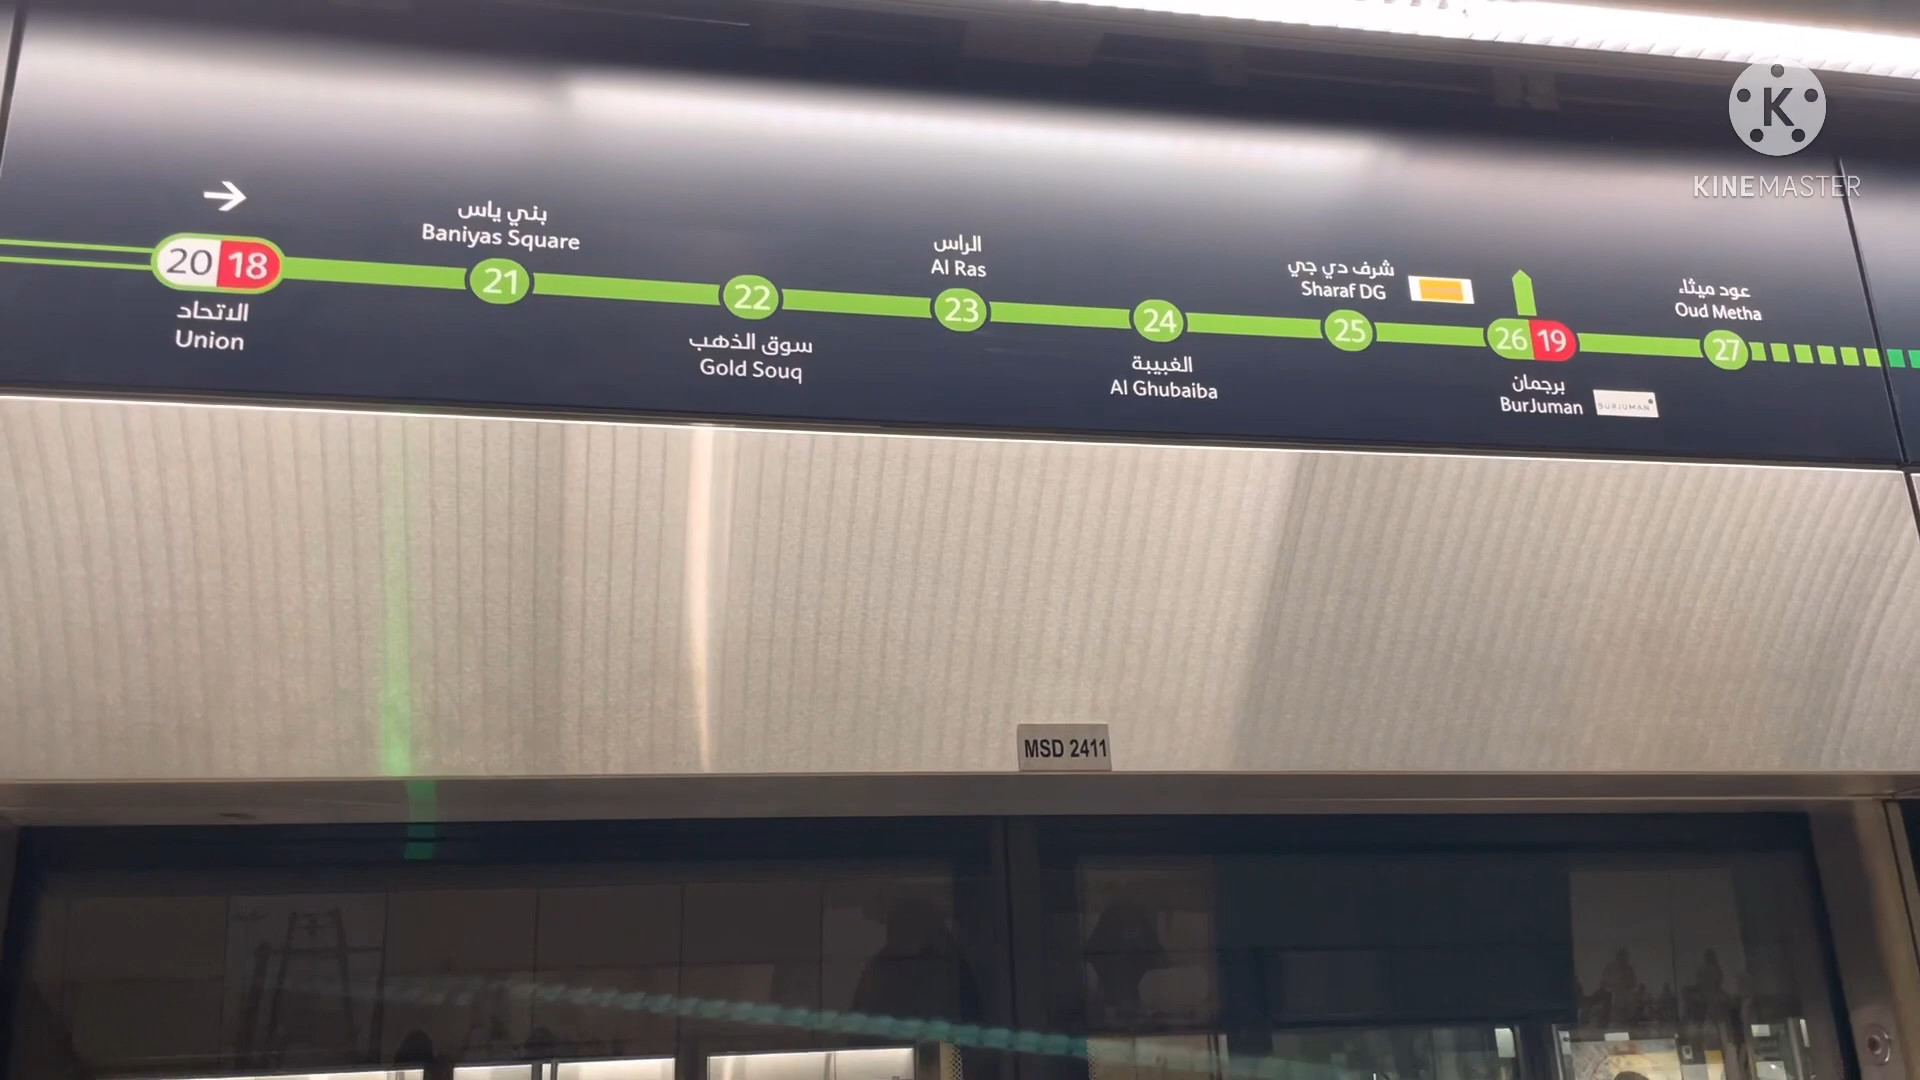 K
KINEMASTER
20 18
الاتحاد
Union
بني ياس
Baniyas Square
21
22
سوق الذهب
Gold Souq
الراس
Al Ras
23
24
الغبيبة
Al Ghubaiba
شرف دي جي
Sharaf DG
25
26 19
برجمان
BurJuman
BURJUMAN
عود ميثاء
Oud Metha
27
MSD 2411